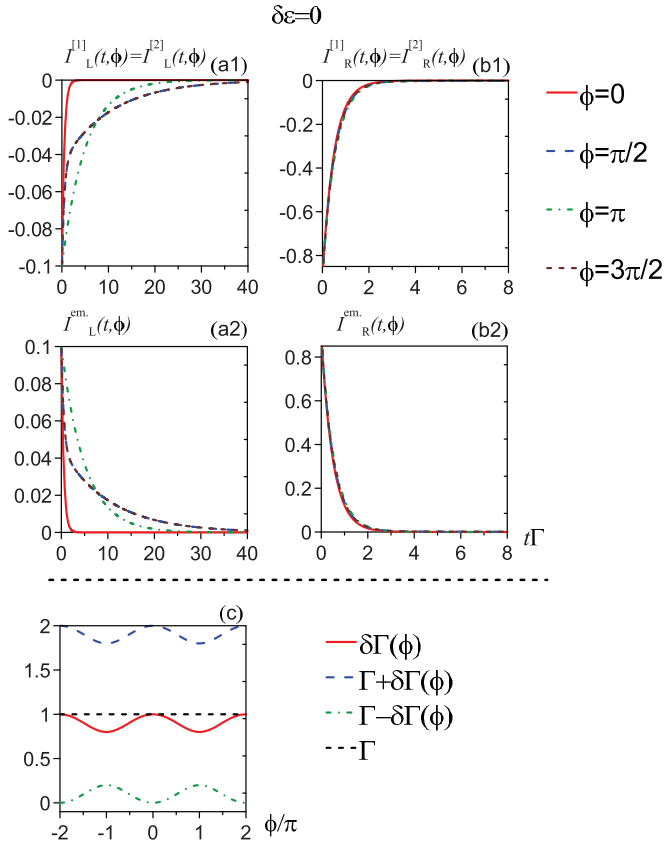 δε=0
I^[1]_L(t,ϕ)=I^[2]_L(t,ϕ) (a1)
I^[1]_R(t,ϕ)=I^[2]_R(t,ϕ) (b1)
0
-0.02
-0.04
-0.06
-0.08
-0.1
0 10 20 30 40
0
-0.2
-0.4
-0.6
-0.8
0 2 4 6 8
ϕ=0
ϕ=π/2
ϕ=π
ϕ=3π/2
I^em._L(t,ϕ) (a2)
I^em._R(t,ϕ) (b2)
0.1
0.08
0.06
0.04
0.02
0
0 10 20 30 40
0.8
0.6
0.4
0.2
0
0 2 4 6 8
tΓ
(c)
2
1.5
1
0.5
0
-2 -1 0 1 2
ϕ/π
δΓ(ϕ)
Γ+δΓ(ϕ)
Γ−δΓ(ϕ)
Γ